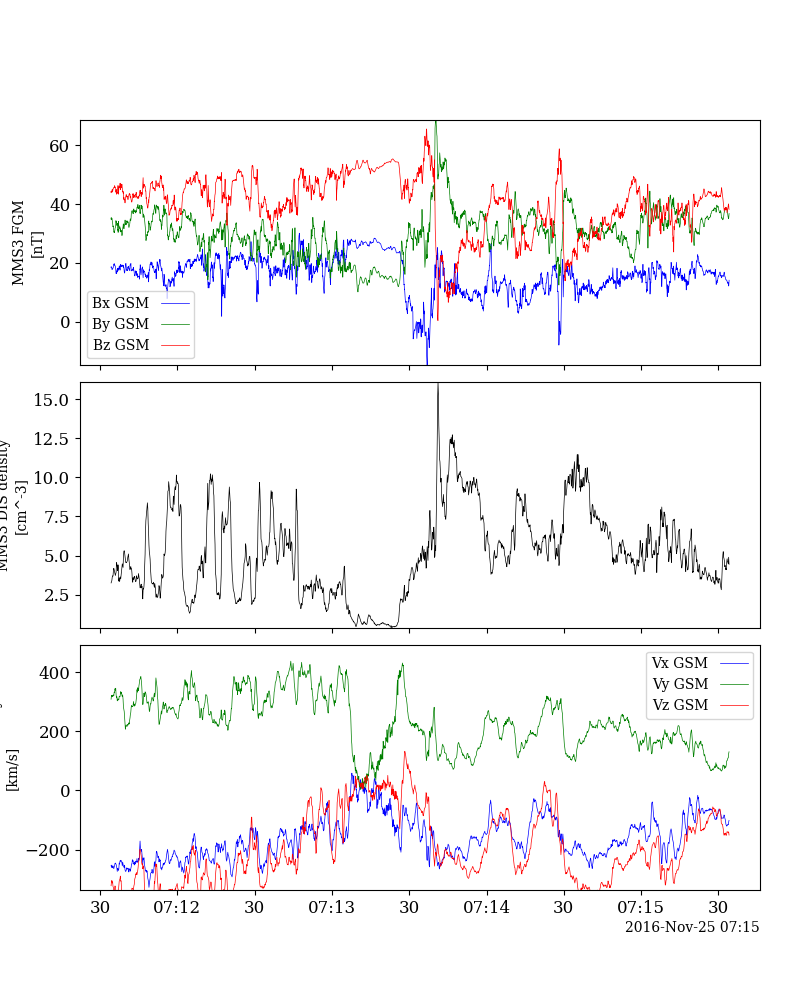 60
40
20
0
MMS3 FGM
[nT]
Bx GSM
By GSM
Bz GSM
15.0
12.5
10.0
7.5
5.0
2.5
MMS3 DIS density
[cm^-3]
400
200
0
−200
[km/s]
Vx GSM
Vy GSM
Vz GSM
30 07:12 30 07:13 30 07:14 30 07:15 30
2016-Nov-25 07:15